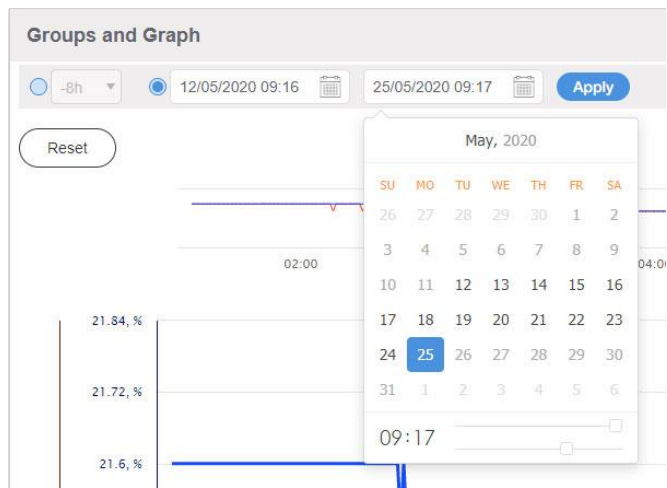 Groups and Graph
-8h 12/05/2020 09:16 25/05/2020 09:17 Apply
Reset
May, 2020
SU MO TU WE TH FR SA
26 27 28 29 30 1 2
3 4 5 6 7 8 9
02:00
04:00
10 11 12 13 14 15 16
17 18 19 20 21 22 23
21.84, %
24 25 26 27 28 29 30
31 1 2 3 4 5 6
21.72, %
09:17
21.6, %